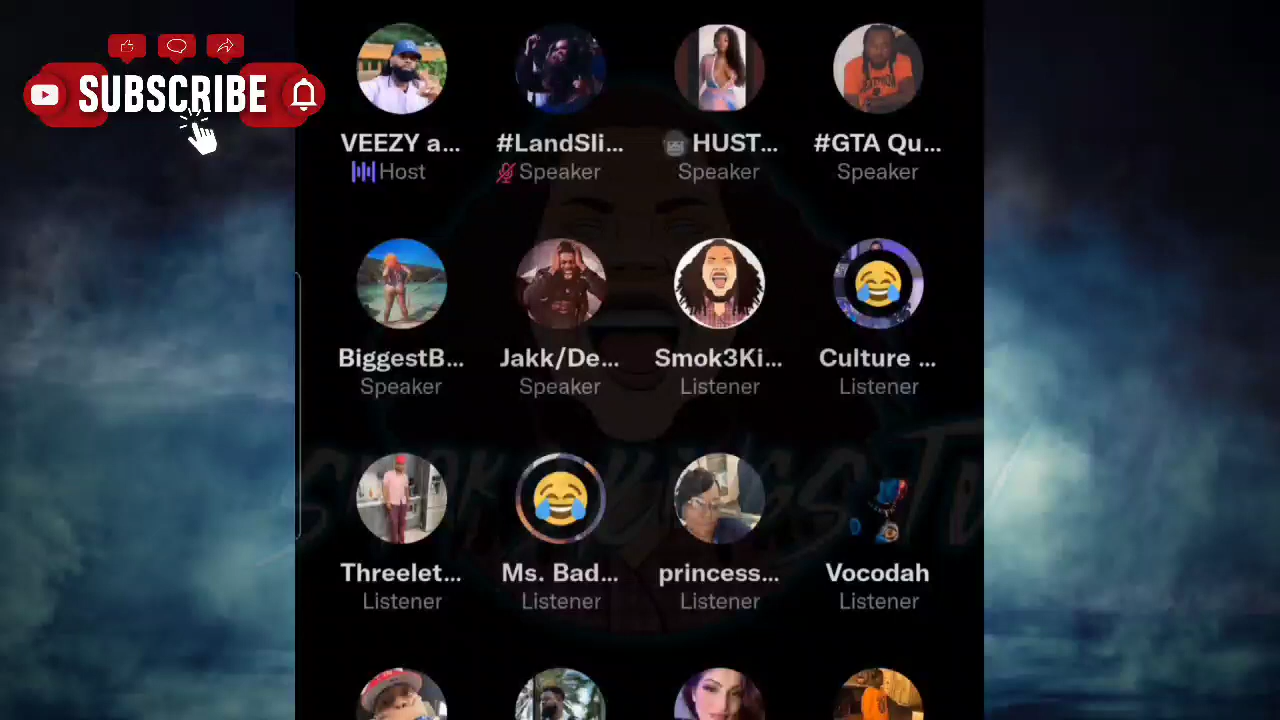 SUBSCRIBE
VEEZY a... #LandSli... HUST... #GTA Qu...
Host Speaker Speaker Speaker
BiggestB... Jakk/De... Smok3Ki... Culture ...
Speaker Speaker Listener Listener
Threelet... Ms. Bad... princess... Vocodah
Listener Listener Listener Listener